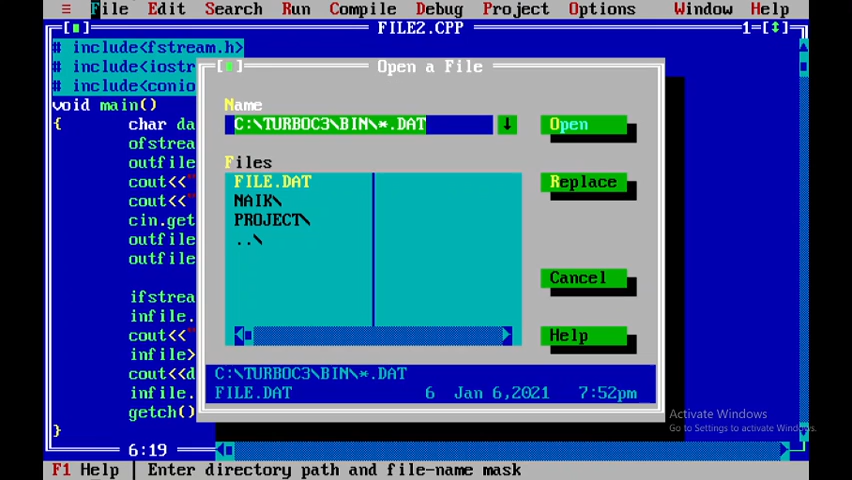 ≡ File Edit Search Run Compile Debug Project Options Window Help
[■] FILE2.CPP 1=[↕]
# include<fstream.h>
# include<iostr
# include<conio
void main()
{ char da
ofstrea
outfile
cout<<"
cout<<"
cin.get
outfile
outfile
ifstrea
infile.
cout<<"
infile>
cout<<d
infile.
getch()
}
6:19
[■] Open a File
Name
C:\TURBOC3\BIN\*.DAT ↓
Open
Files
FILE.DAT
NAIK\
PROJECT\
..\
Replace
Cancel
Help
C:\TURBOC3\BIN\*.DAT
FILE.DAT 6 Jan 6,2021 7:52pm
Activate Windows
Go to Settings to activate Windows.
F1 Help Enter directory path and file-name mask